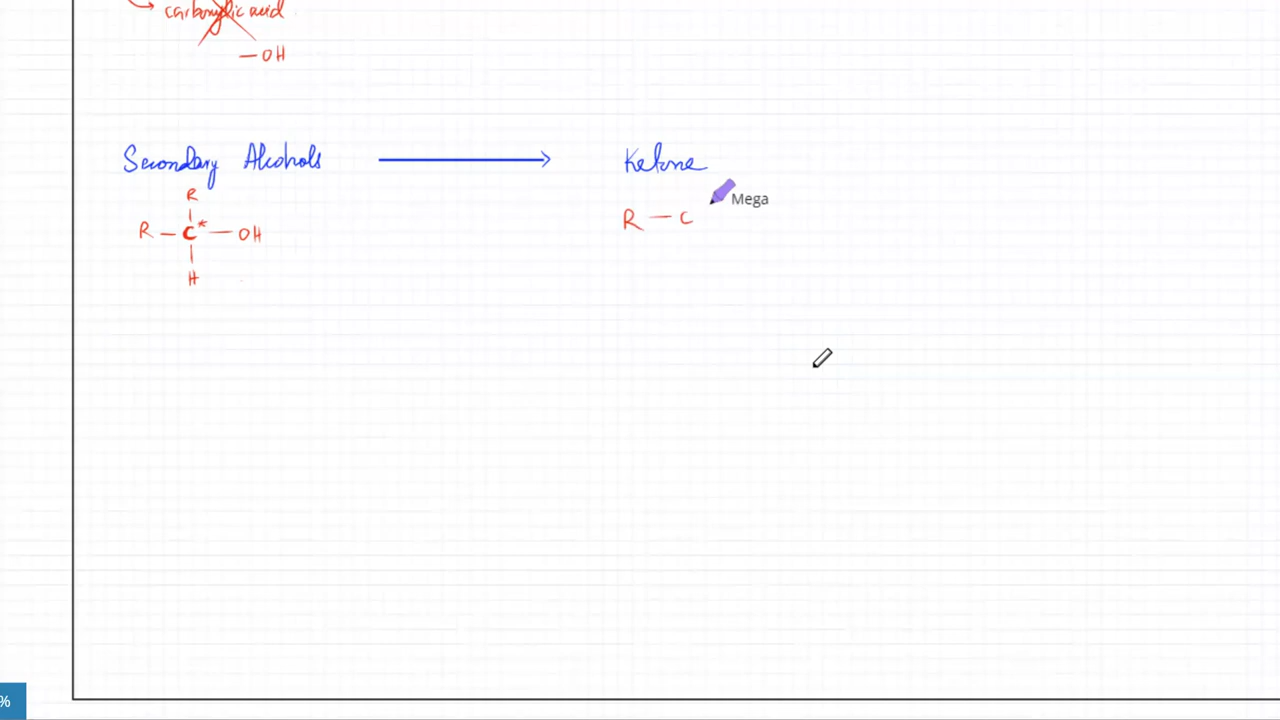 carboxylic acid
—OH
Secondary Alcohols ⟶ Ketone
Mega
R
R — C* — OH
H
R — C
%